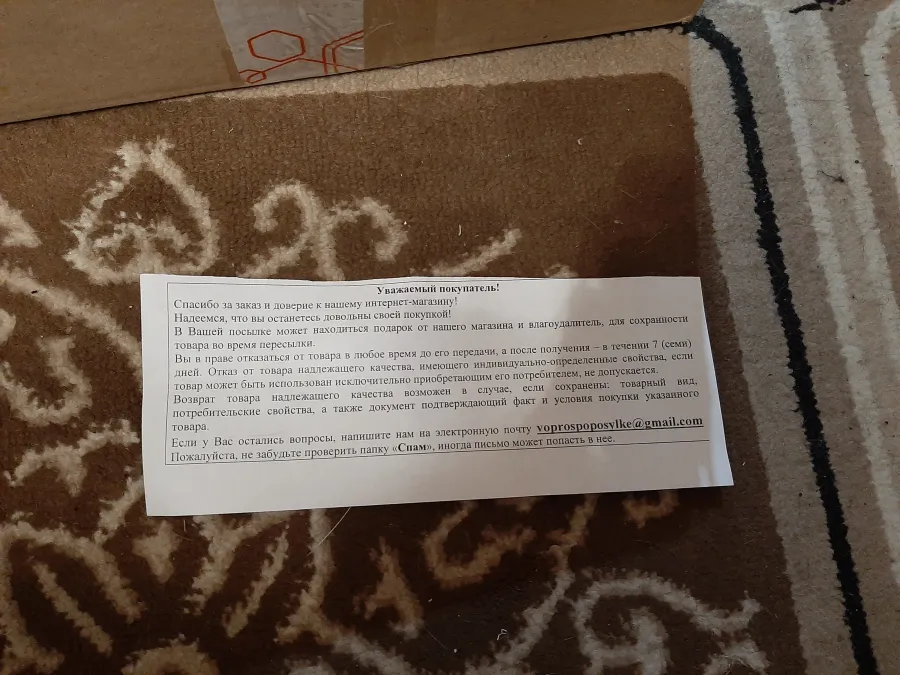 Уважаемый покупатель!
Спасибо за заказ и доверие к нашему интернет-магазину!
Надеемся, что вы останетесь довольны своей покупкой!
В Вашей посылке может находиться подарок от нашего магазина и влагоудалитель, для сохранности
товара во время пересылки.
Вы в праве отказаться от товара в любое время до его передачи, а после получения – в течении 7 (семи)
дней. Отказ от товара надлежащего качества, имеющего индивидуально-определенные свойства, если
товар может быть использован исключительно приобретающим его потребителем, не допускается.
Возврат товара надлежащего качества возможен в случае, если сохранены: товарный вид,
потребительские свойства, а также документ подтверждающий факт и условия покупки указанного
товара.
Если у Вас остались вопросы, напишите нам на электронную почту voprospoposylke@gmail.com
Пожалуйста, не забудьте проверить папку «Спам», иногда письмо может попасть в нее.